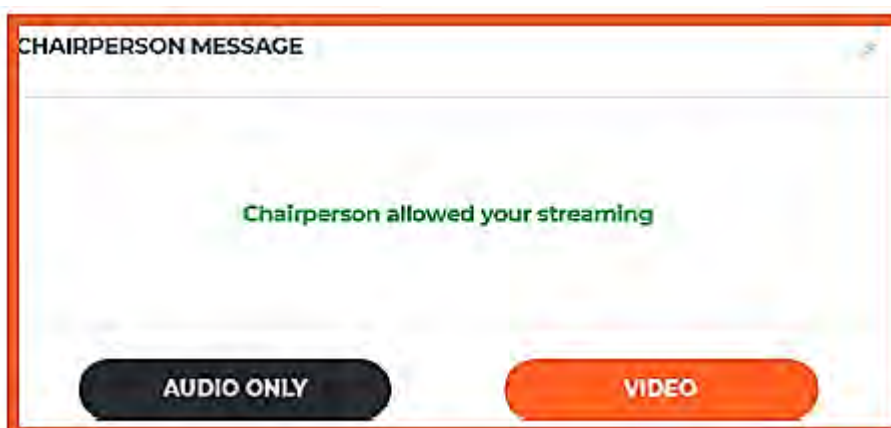 CHAIRPERSON MESSAGE
Chairperson allowed your streaming
AUDIO ONLY
VIDEO